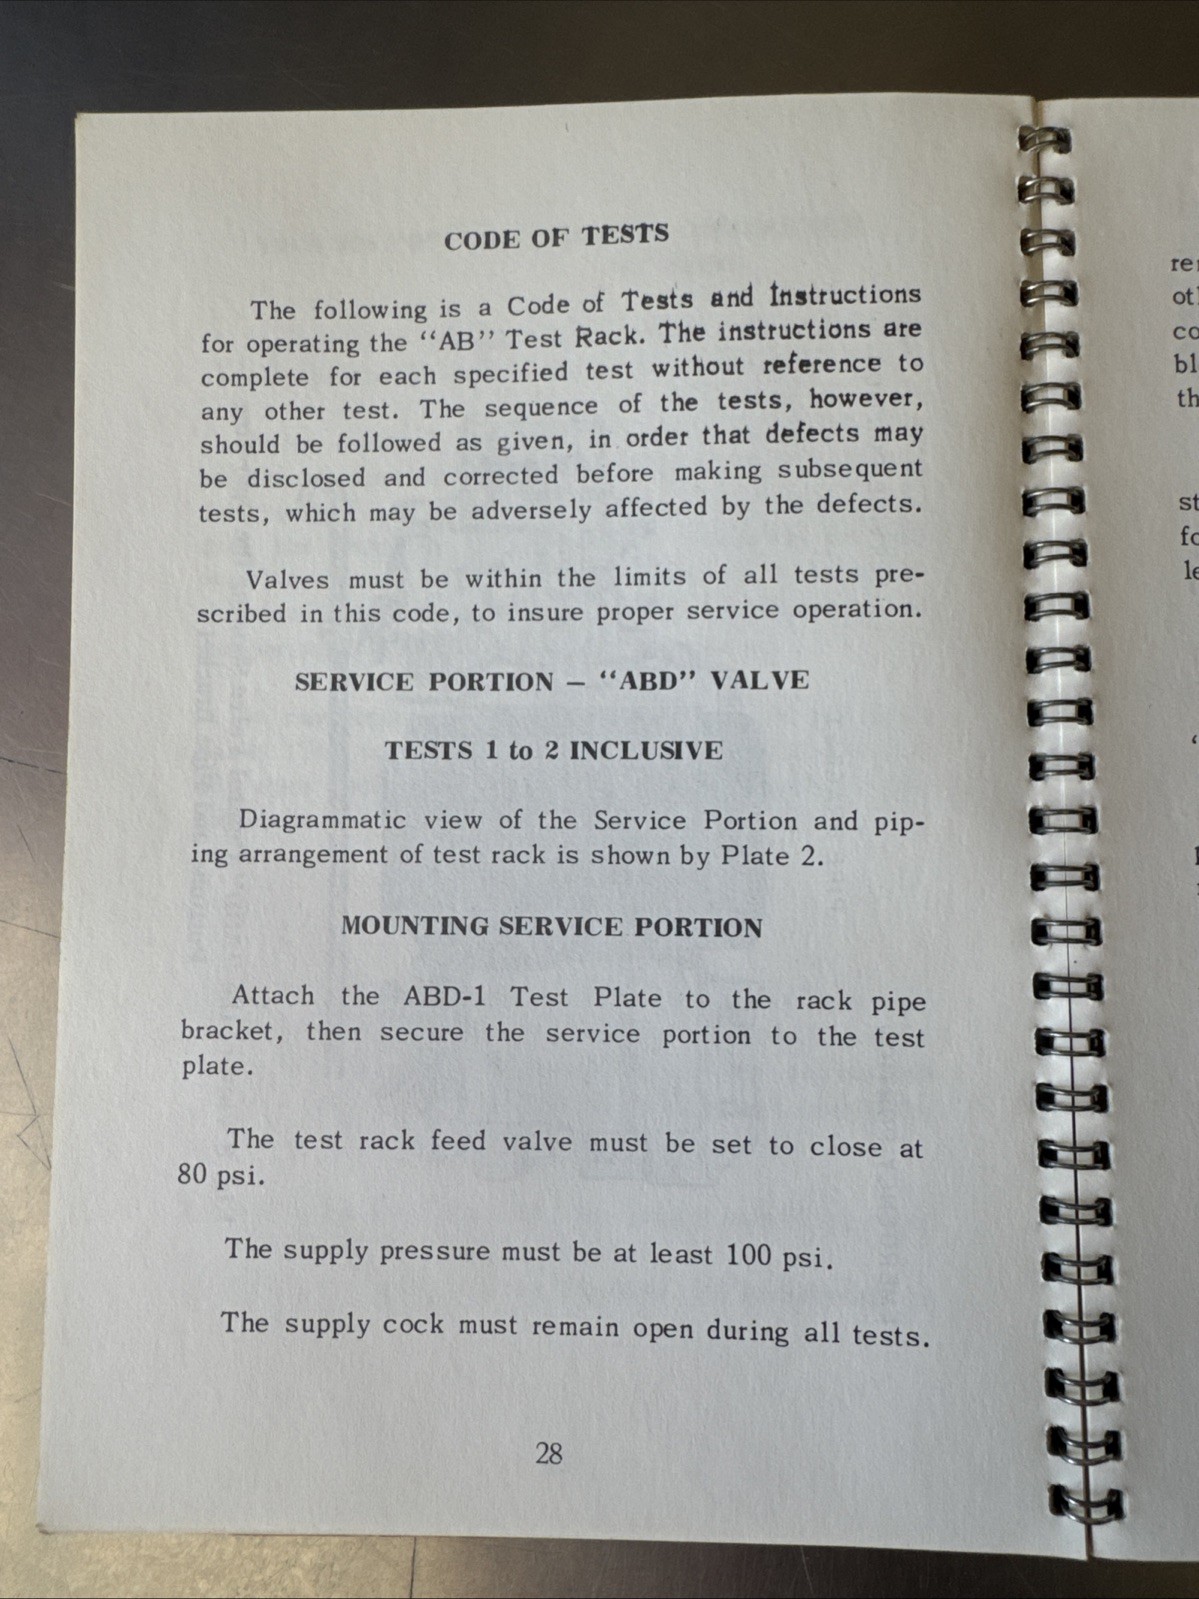 CODE OF TESTS
The following is a Code of Tests and Instructions
for operating the “AB” Test Rack. The instructions are
complete for each specified test without reference to
any other test. The sequence of the tests, however,
should be followed as given, in order that defects may
be disclosed and corrected before making subsequent
tests, which may be adversely affected by the defects.
Valves must be within the limits of all tests pre-
scribed in this code, to insure proper service operation.
SERVICE PORTION – “ABD” VALVE
TESTS 1 to 2 INCLUSIVE
Diagrammatic view of the Service Portion and pip-
ing arrangement of test rack is shown by Plate 2.
MOUNTING SERVICE PORTION
Attach the ABD-1 Test Plate to the rack pipe
bracket, then secure the service portion to the test
plate.
The test rack feed valve must be set to close at
80 psi.
The supply pressure must be at least 100 psi.
The supply cock must remain open during all tests.
28